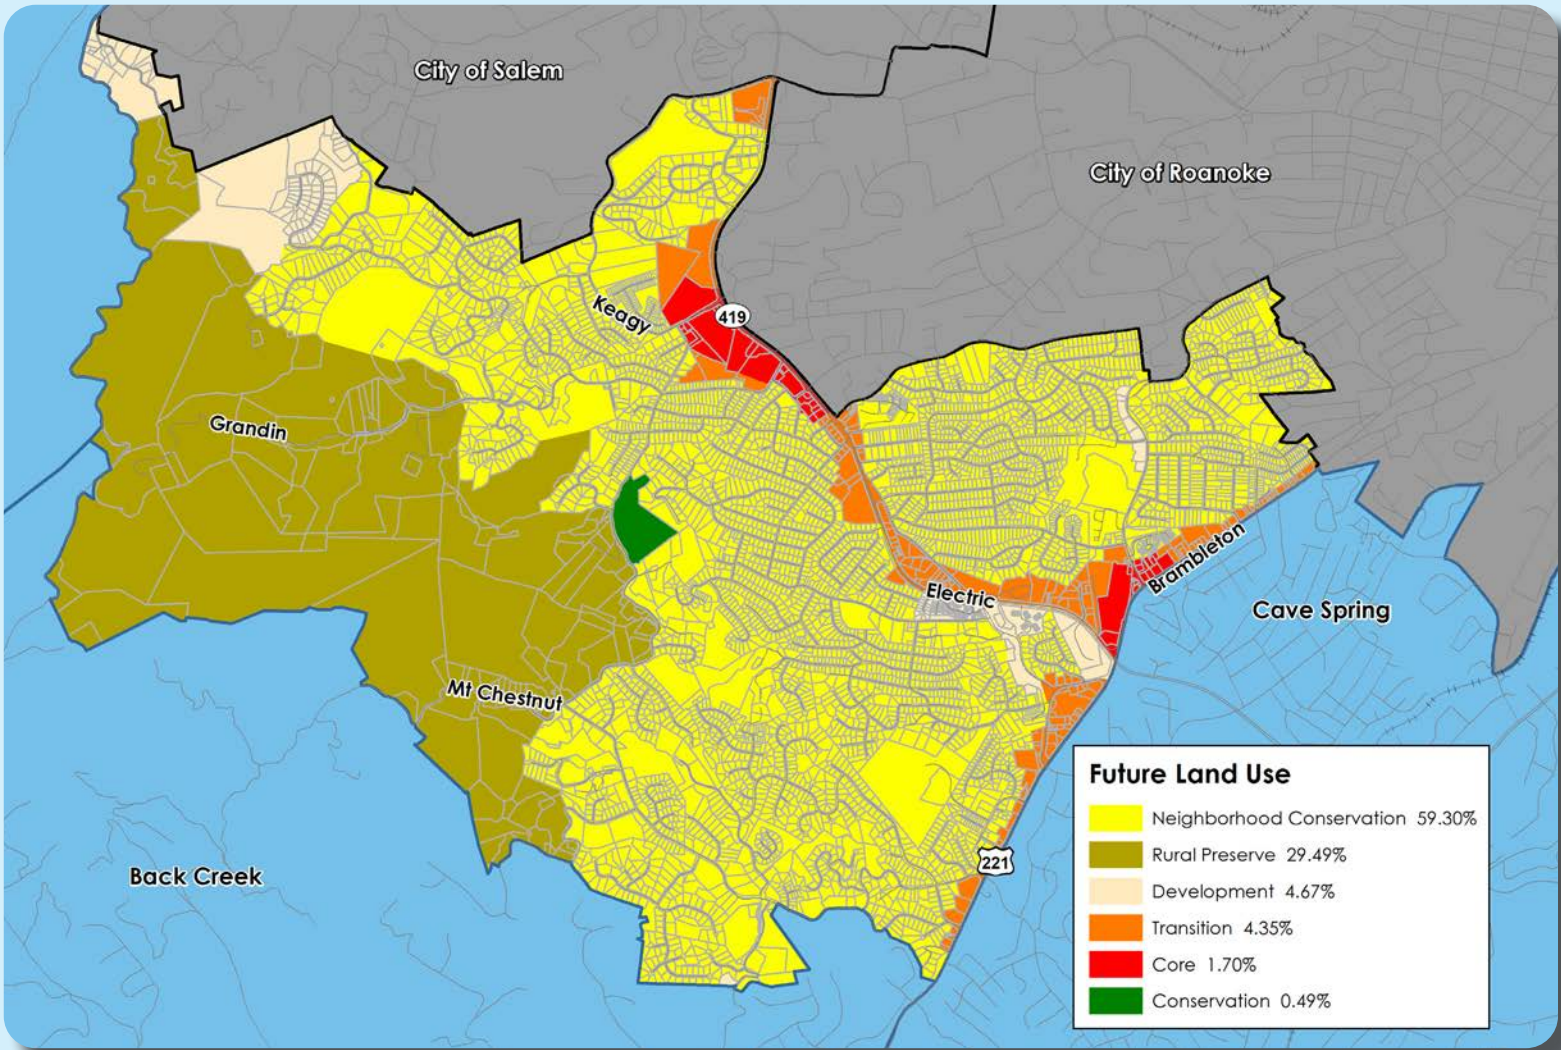 City of Salem
City of Roanoke
Keagy
419
Grandin
Electric
Brambleton
Cave Spring
Mt Chestnut
Back Creek
221
Future Land Use
Neighborhood Conservation 59.30%
Rural Preserve 29.49%
Development 4.67%
Transition 4.35%
Core 1.70%
Conservation 0.49%